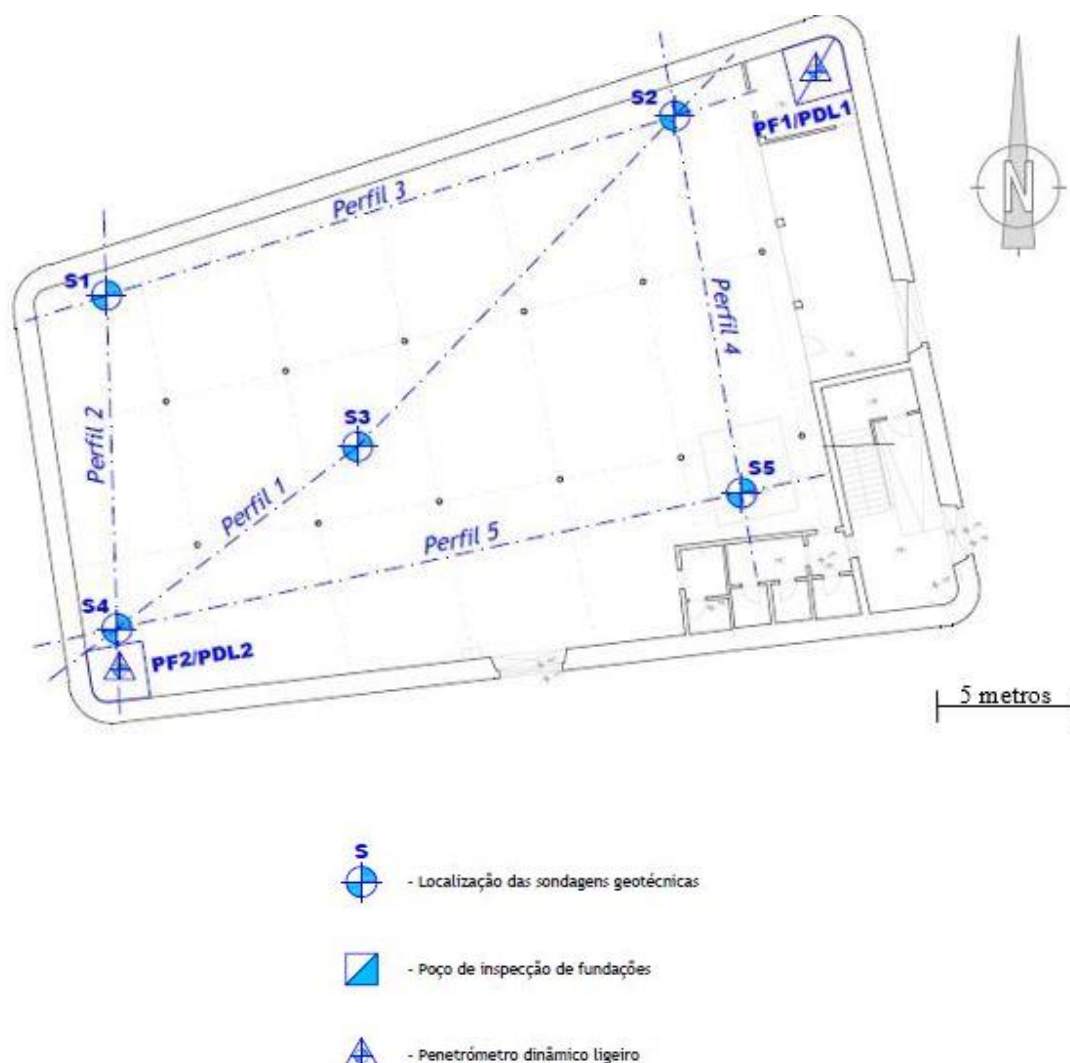 S2
PF1/PDL1
N
Perfil 3
S1
Perfil 4
S3
Perfil 2
S5
Perfil 1
Perfil 5
S4
PF2/PDL2
5 metros
S
- Localização das sondagens geotécnicas
- Poço de inspecção de fundações
- Penetrómetro dinâmico ligeiro